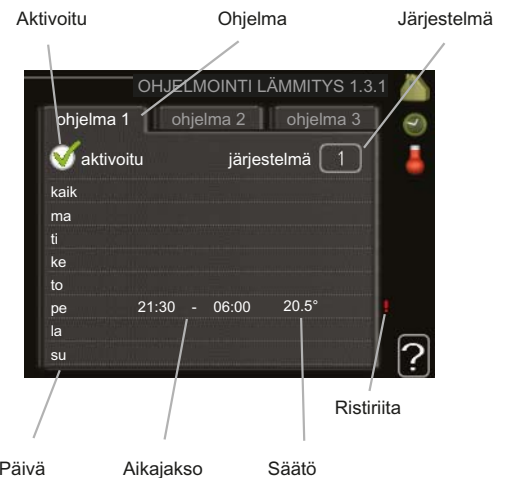 Aktivoitu Ohjelma Järjestelmä
OHJELMOINTI LÄMMITYS 1.3.1
ohjelma 1 ohjelma 2 ohjelma 3
aktivoitu järjestelmä 1
kaik
ma
ti
ke
to
pe 21:30 - 06:00 20.5° !
la
su
?
Ristiriita
Päivä Aikajakso Säätö